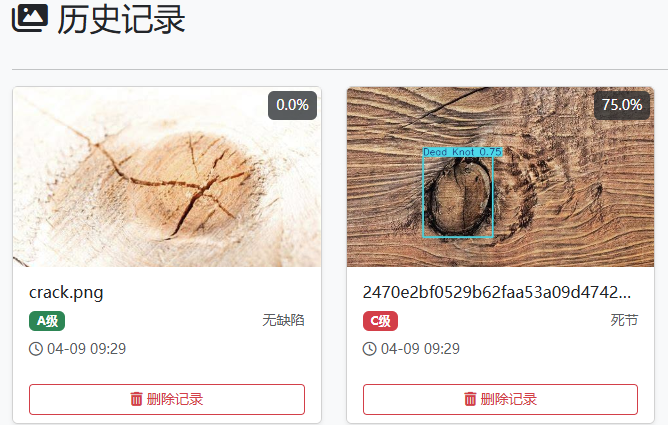 历史记录
0.0%
crack.png
A级
无缺陷
04-09 09:29
删除记录
75.0%
Dead Knot 0.75
2470e2bf0529b62faa53a09d4742...
C级
死节
04-09 09:29
删除记录